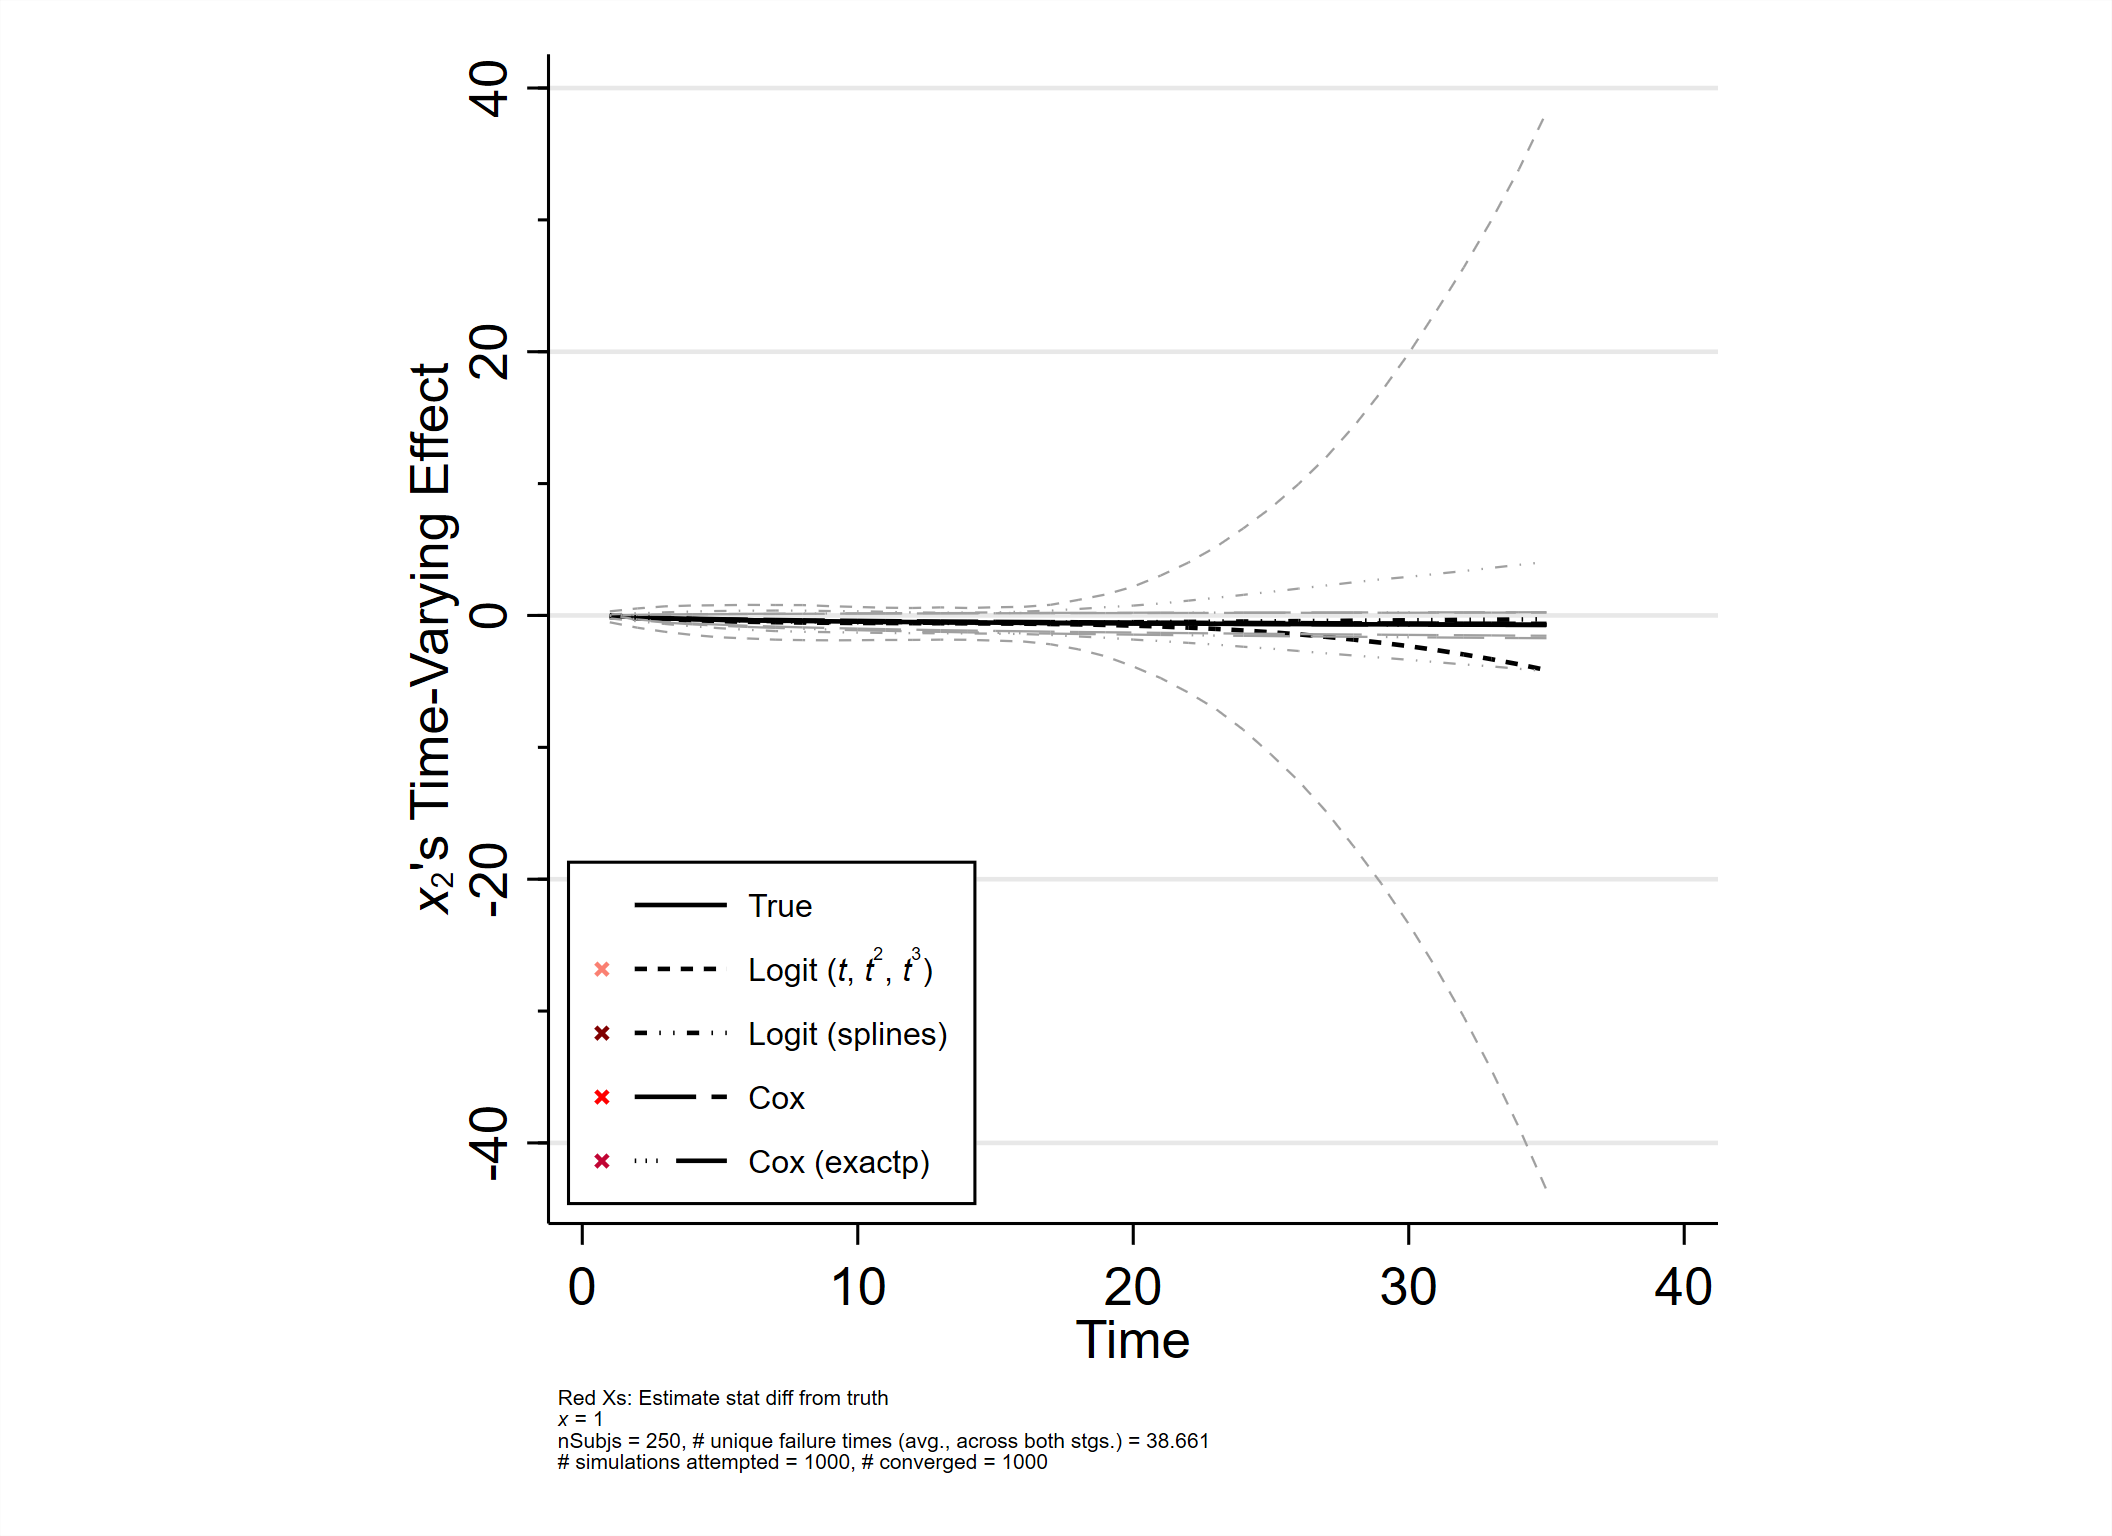 40
20
0
-20
-40
x₂'s Time-Varying Effect
True
Logit (t, t², t³)
Logit (splines)
Cox
Cox (exactp)
0 10 20 30 40
Time
Red Xs: Estimate stat diff from truth
x = 1
nSubjs = 250, # unique failure times (avg., across both stgs.) = 38.661
# simulations attempted = 1000, # converged = 1000